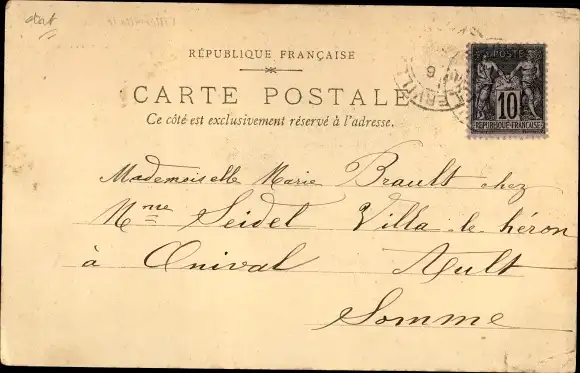 RÉPUBLIQUE FRANÇAISE
CARTE POSTALE
Ce côté est exclusivement réservé à l'adresse.
POSTE
10
RÉPUBLIQUE FRANÇAISE
Mademoiselle Marie Brault chez
Mme Seidel Villa le héron
à Onival Ault
Somme